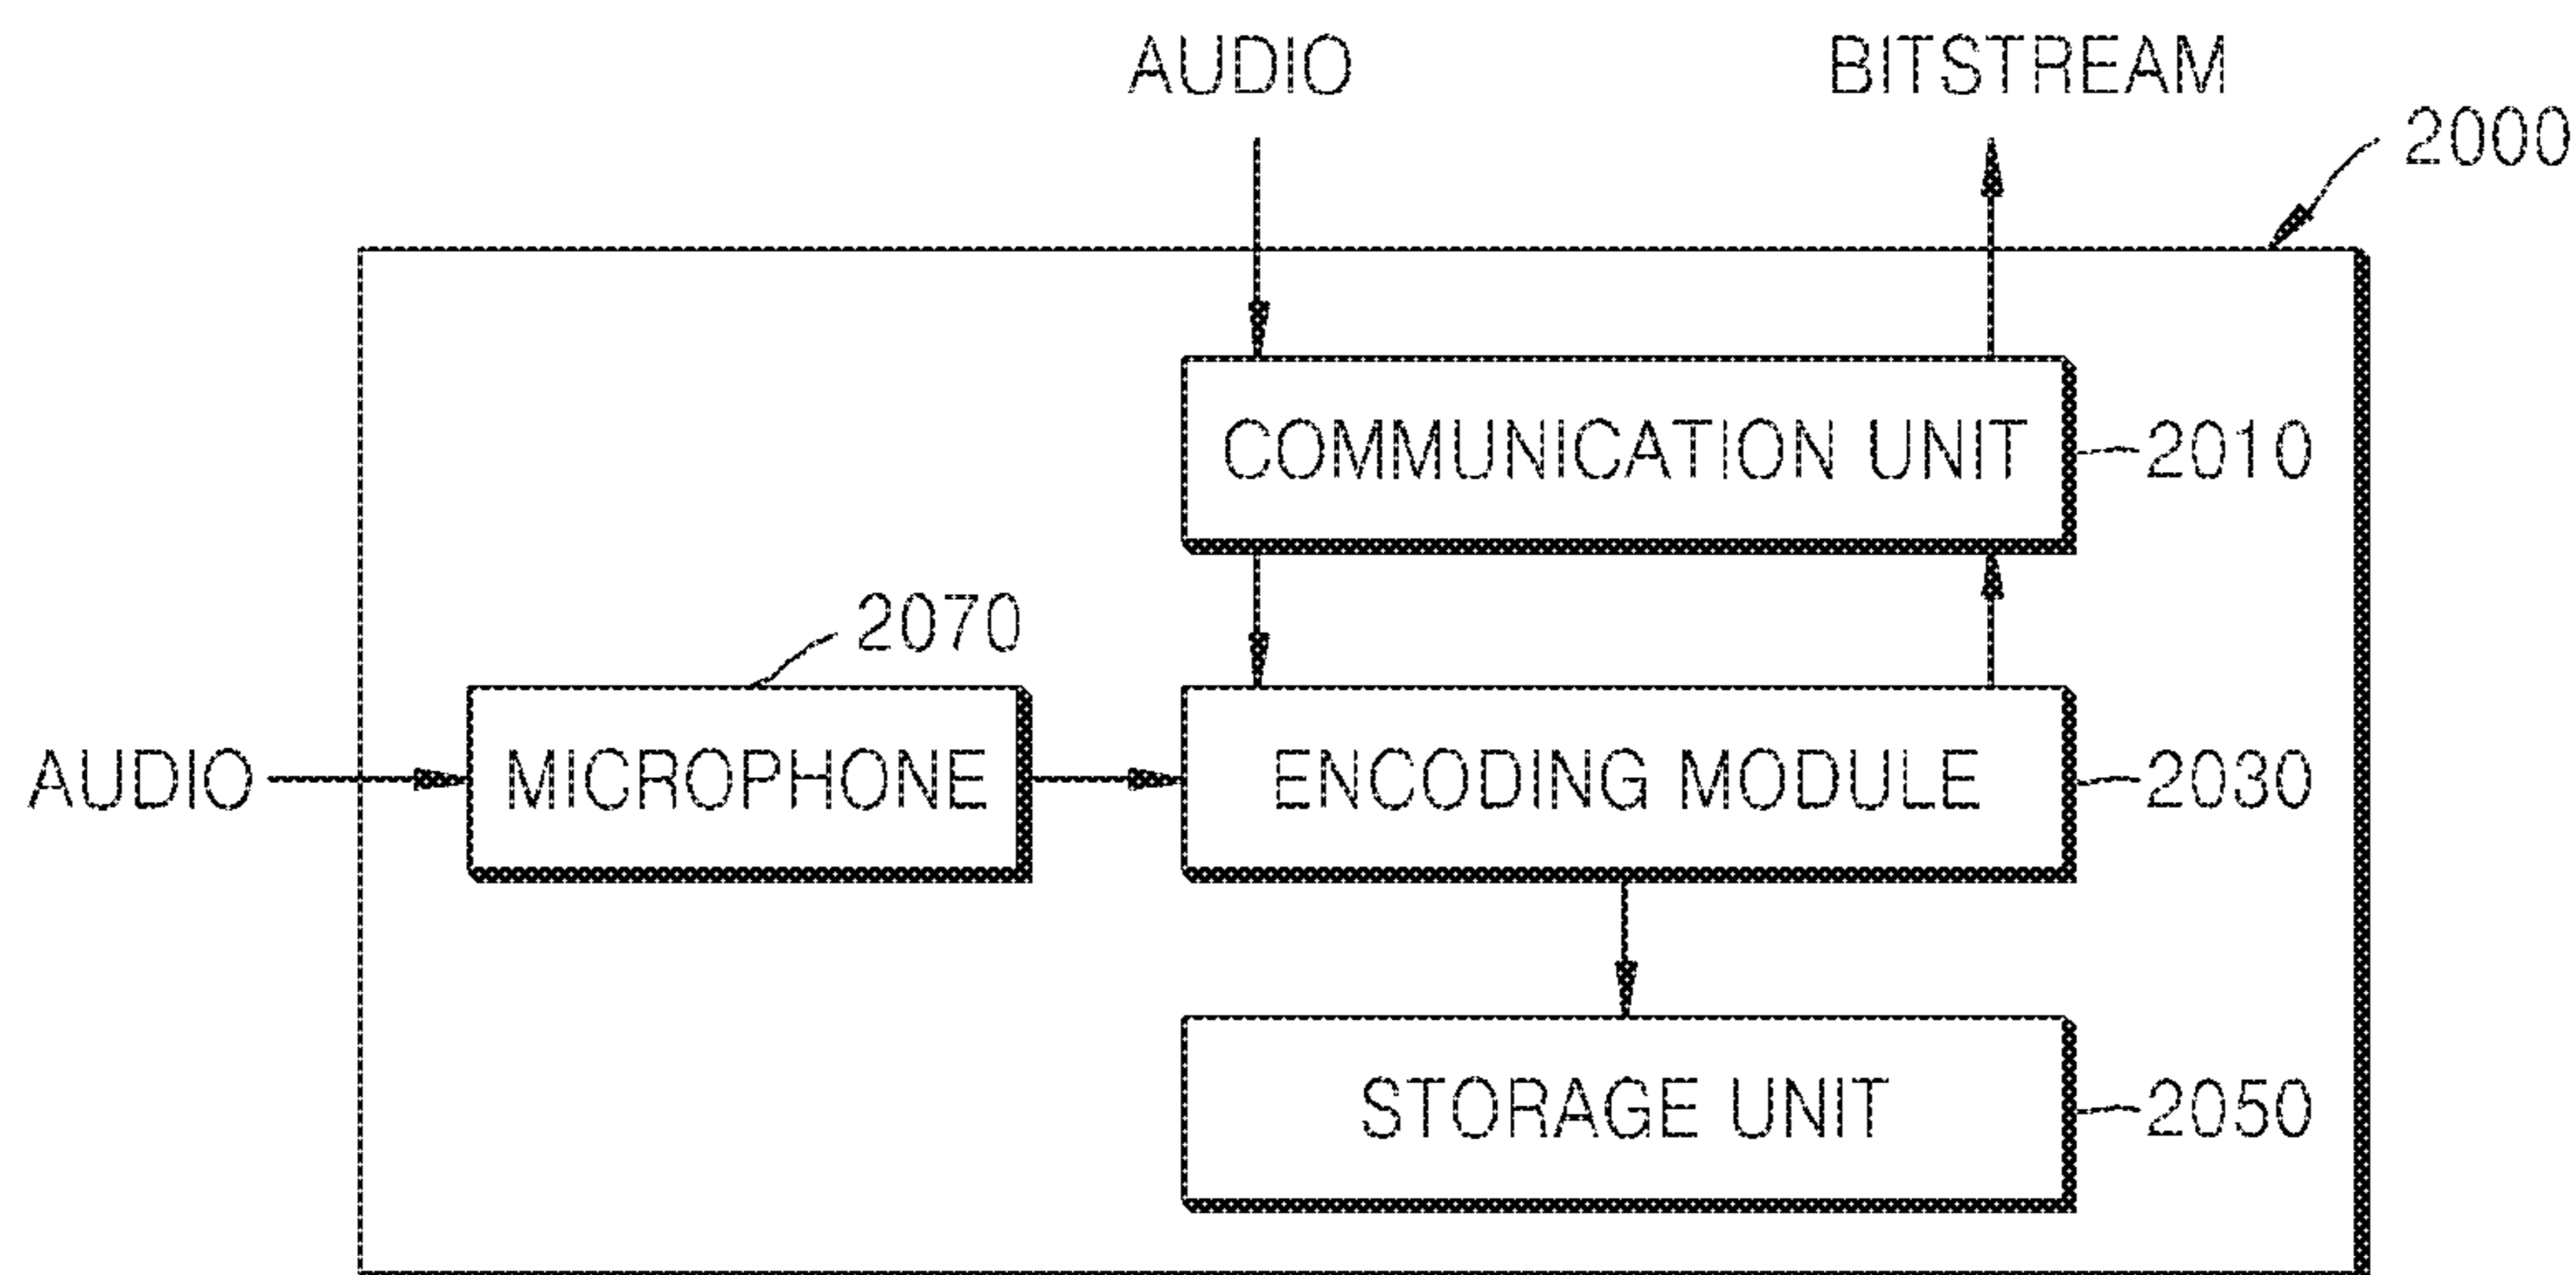 AUDIO
BITSTREAM
2000
COMMUNICATION UNIT
2010
2070
AUDIO
MICROPHONE
ENCODING MODULE
2030
STORAGE UNIT
2050